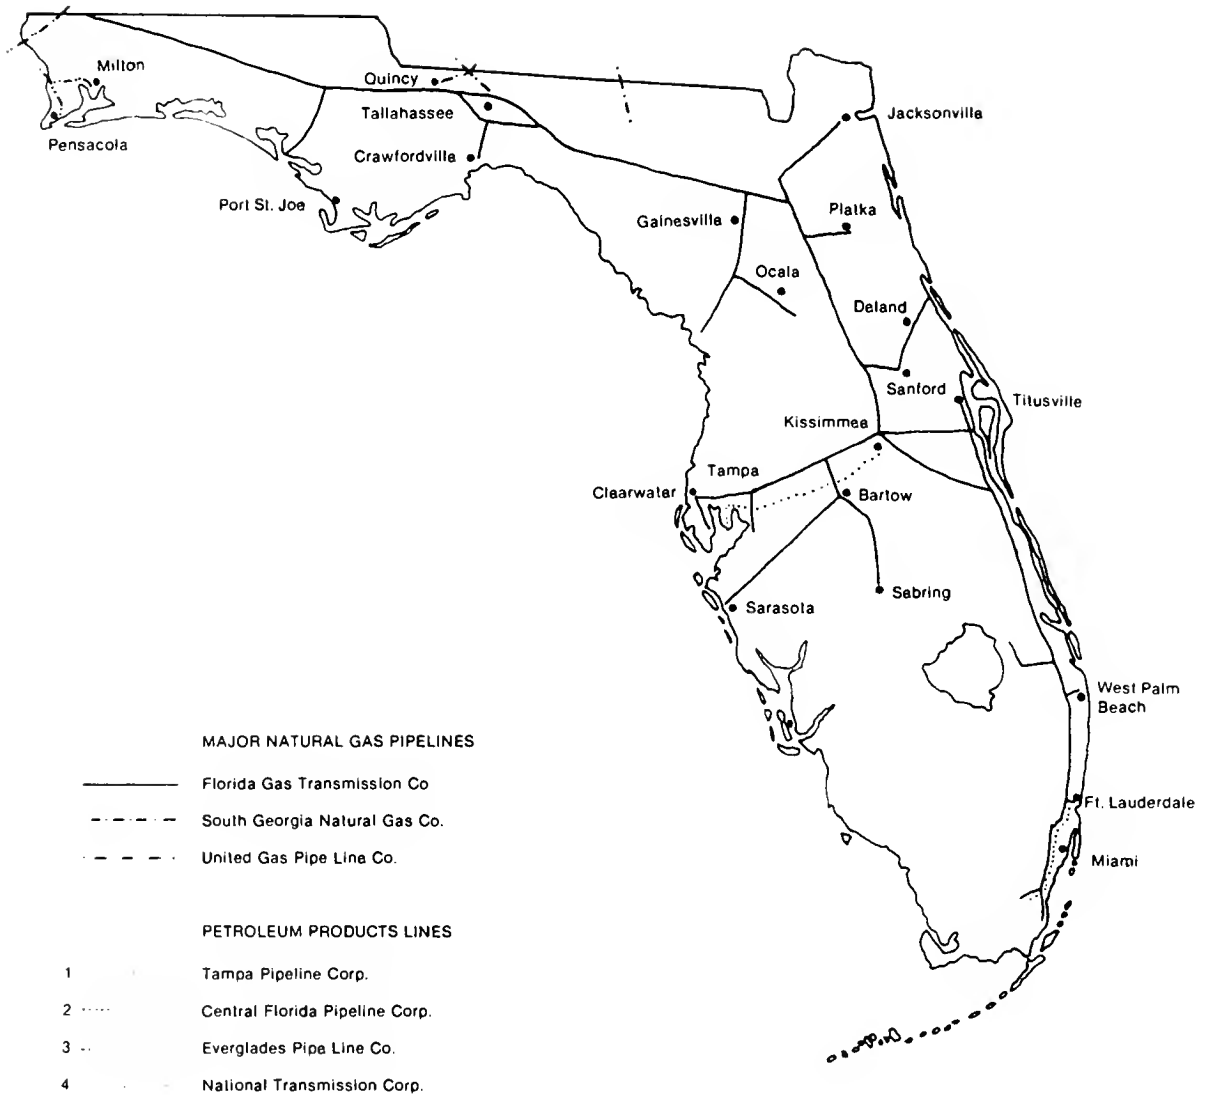 Milton
Quincy
Tallahassee
Jacksonville
Pensacola
Crawfordville
Port St. Joe
Gainesville
Platka
Ocala
Deland
Sanford
Titusville
Kissimmea
Tampa
Clearwater
Bartow
Sabring
Sarasota
West Palm
Beach
Ft. Lauderdale
Miami
MAJOR NATURAL GAS PIPELINES
Florida Gas Transmission Co
South Georgia Natural Gas Co.
United Gas Pipe Line Co.
PETROLEUM PRODUCTS LINES
1 Tampa Pipeline Corp.
2 Central Florida Pipeline Corp.
3 Everglades Pipe Line Co.
4 National Transmission Corp.